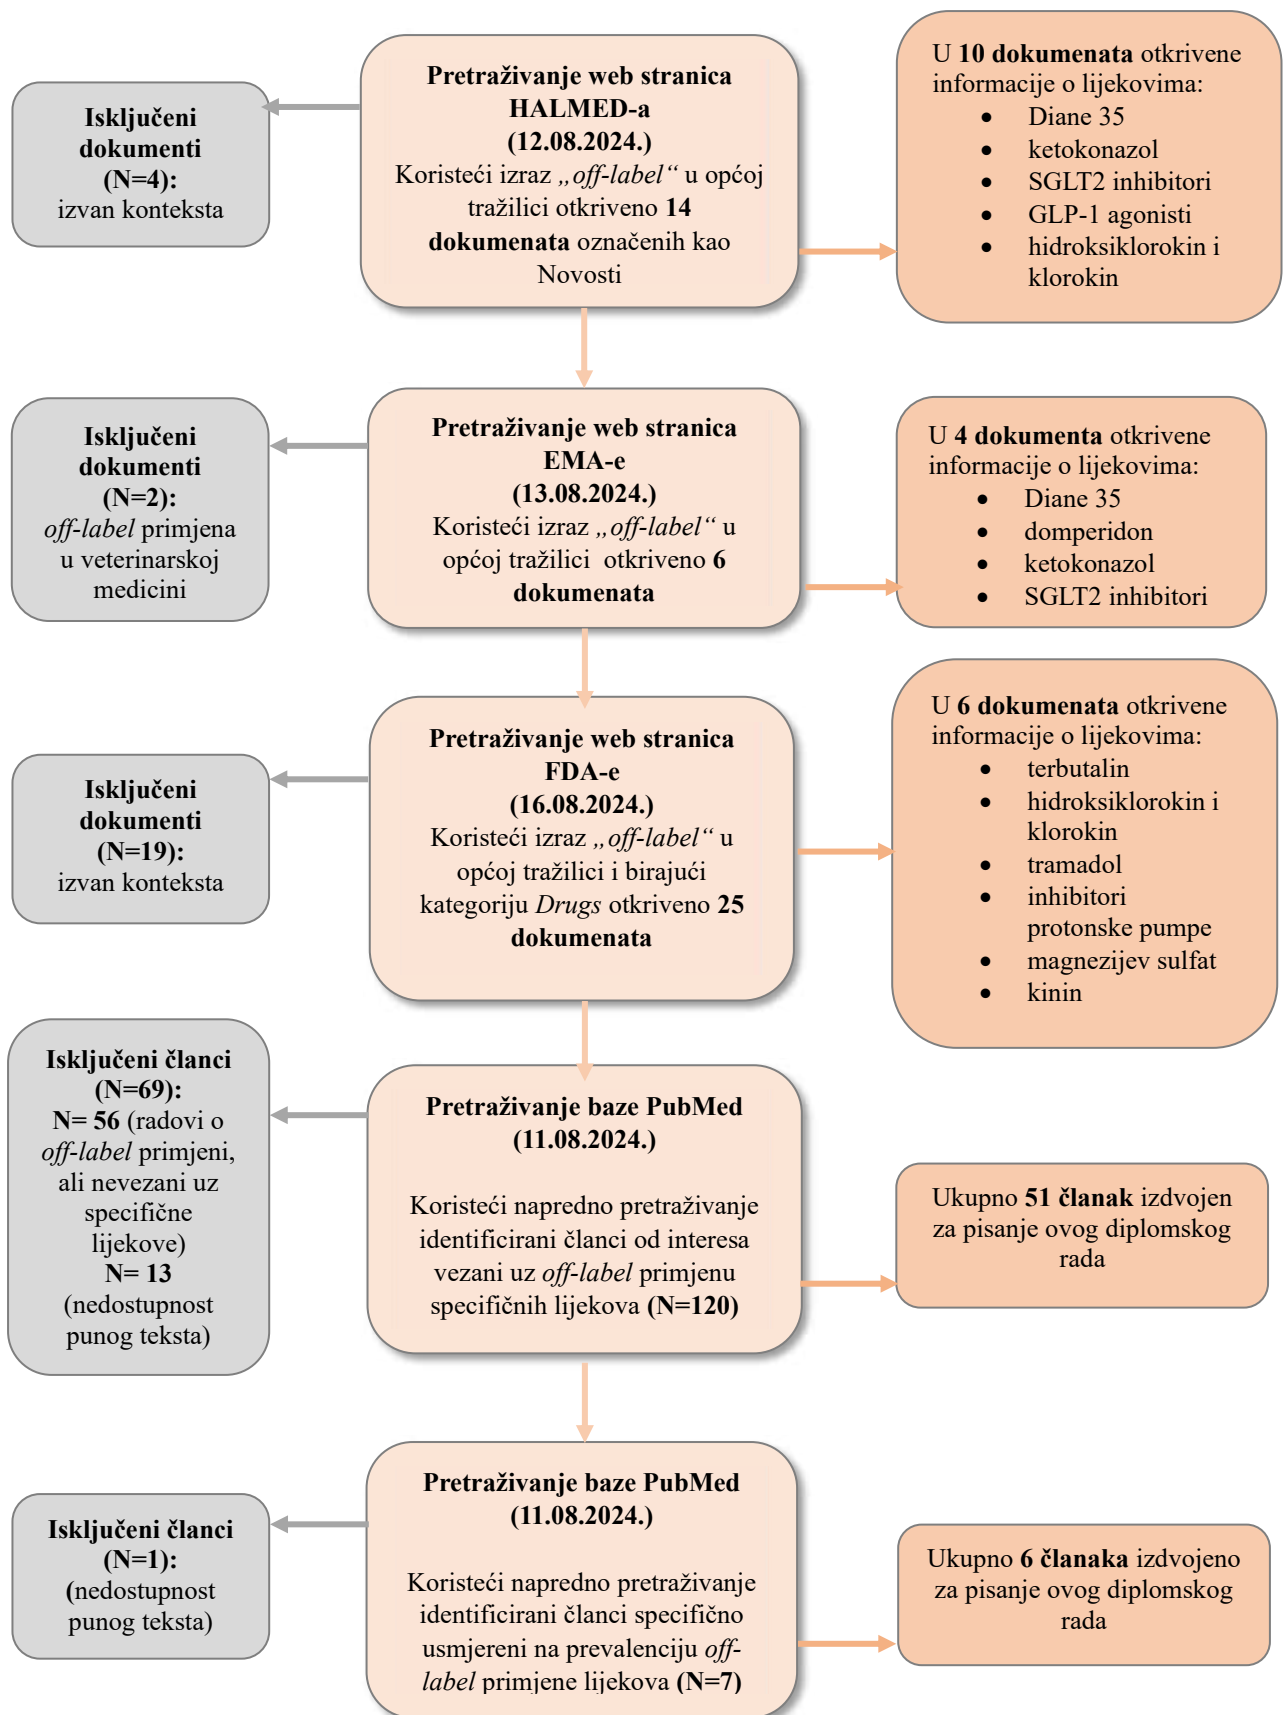 Isključeni
dokumenti
(N=4):
izvan konteksta
Pretraživanje web stranica
HALMED-a
(12.08.2024.)
Koristeći izraz „off-label“ u općoj
tražilici otkriveno 14
dokumenata označenih kao
Novosti
U 10 dokumenata otkrivene
informacije o lijekovima:
• Diane 35
• ketokonazol
• SGLT2 inhibitori
• GLP-1 agonisti
• hidroksiklorokin i
klorokin
Isključeni
dokumenti
(N=2):
off-label primjena
u veterinarskoj
medicini
Pretraživanje web stranica
EMA-e
(13.08.2024.)
Koristeći izraz „off-label“ u
općoj tražilici otkriveno 6
dokumenata
U 4 dokumenta otkrivene
informacije o lijekovima:
• Diane 35
• domperidon
• ketokonazol
• SGLT2 inhibitori
Isključeni
dokumenti
(N=19):
izvan konteksta
Pretraživanje web stranica
FDA-e
(16.08.2024.)
Koristeći izraz „off-label“ u
općoj tražilici i birajući
kategoriju Drugs otkriveno 25
dokumenata
U 6 dokumenata otkrivene
informacije o lijekovima:
• terbutalin
• hidroksiklorokin i
klorokin
• tramadol
• inhibitori
protonske pumpe
• magnezijev sulfat
• kinin
Isključeni članci
(N=69):
N= 56 (radovi o
off-label primjeni,
ali nevezani uz
specifične
lijekove)
N= 13
(nedostupnost
punog teksta)
Pretraživanje baze PubMed
(11.08.2024.)
Koristeći napredno pretraživanje
identificirani članci od interesa
vezani uz off-label primjenu
specifičnih lijekova (N=120)
Ukupno 51 članak izdvojen
za pisanje ovog diplomskog
rada
Isključeni članci
(N=1):
(nedostupnost
punog teksta)
Pretraživanje baze PubMed
(11.08.2024.)
Koristeći napredno pretraživanje
identificirani članci specifično
usmjereni na prevalenciju off-
label primjene lijekova (N=7)
Ukupno 6 članaka izdvojeno
za pisanje ovog diplomskog
rada